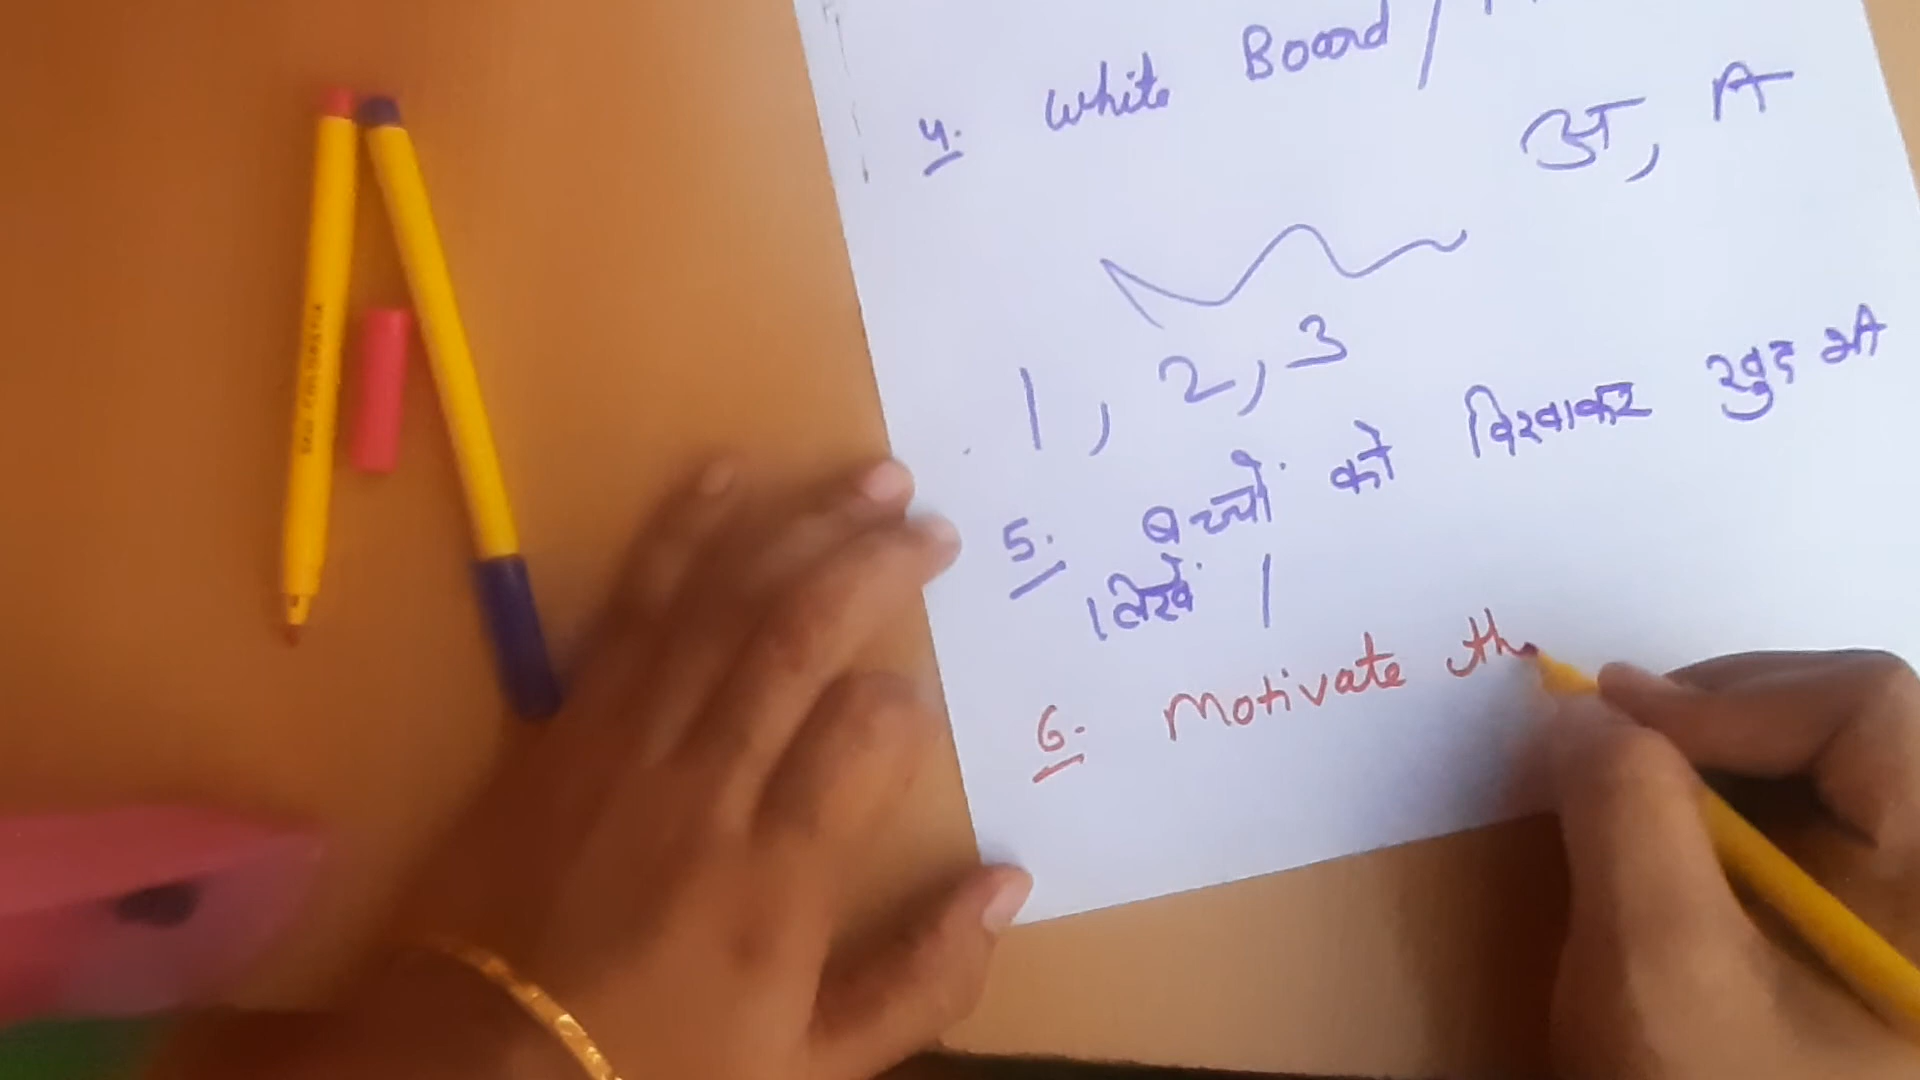 4. White Board /
अ, A
1, 2, 3
5. बच्चों को दिखाकर खुद भी
लिखें |
6. Motivate th